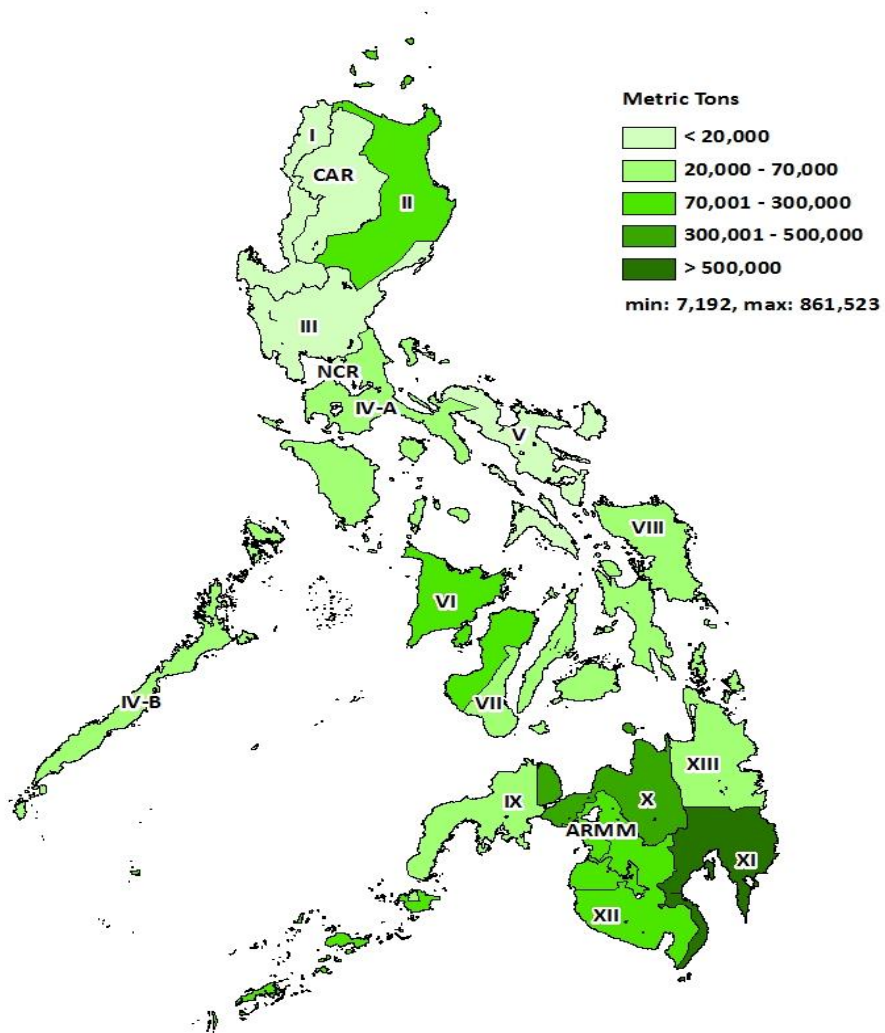 Metric Tons
< 20,000
20,000 - 70,000
70,001 - 300,000
300,001 - 500,000
> 500,000
min: 7,192, max: 861,523
I
CAR
II
III
NCR
IV-A
V
VIII
VI
IV-B
VII
XIII
IX
X
ARMM
XI
XII